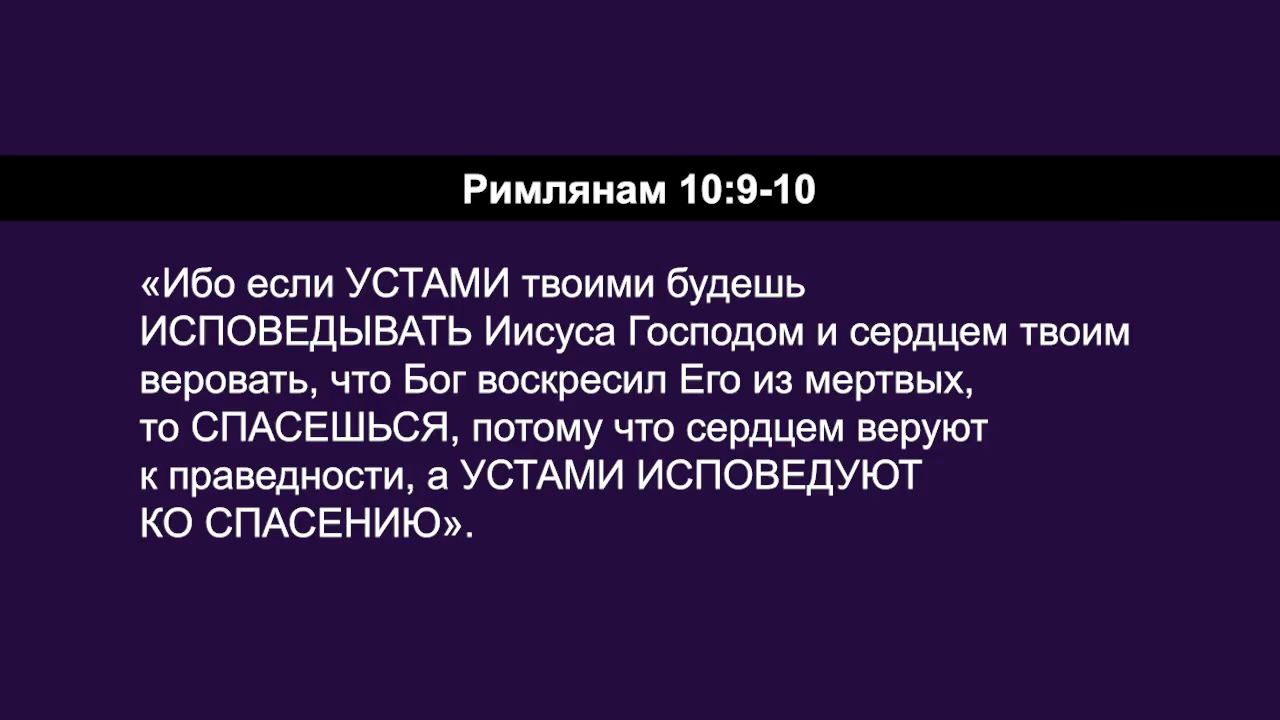 Римлянам 10:9-10
«Ибо если УСТАМИ твоими будешь
ИСПОВЕДЫВАТЬ Иисуса Господом и сердцем твоим
веровать, что Бог воскресил Его из мертвых,
то СПАСЕШЬСЯ, потому что сердцем веруют
к праведности, а УСТАМИ ИСПОВЕДУЮТ
КО СПАСЕНИЮ».